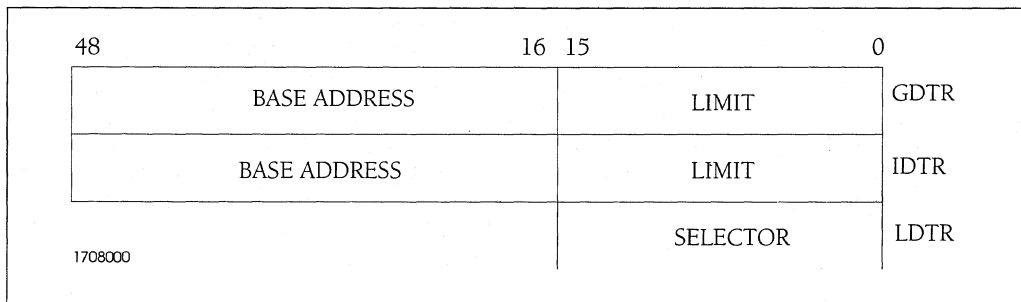 48 16 15 0
BASE ADDRESS LIMIT GDTR
BASE ADDRESS LIMIT IDTR
SELECTOR LDTR
1708000